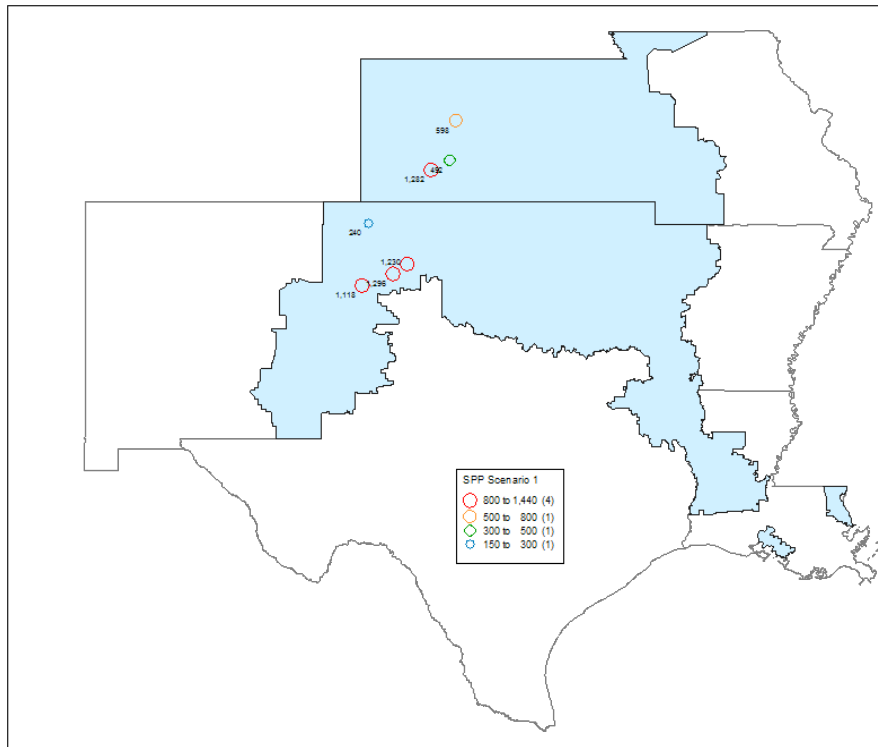 598
492
1,282
240
1,230
1,296
1,118
SPP Scenario 1
800 to 1,440 (4)
500 to 800 (1)
300 to 500 (1)
150 to 300 (1)